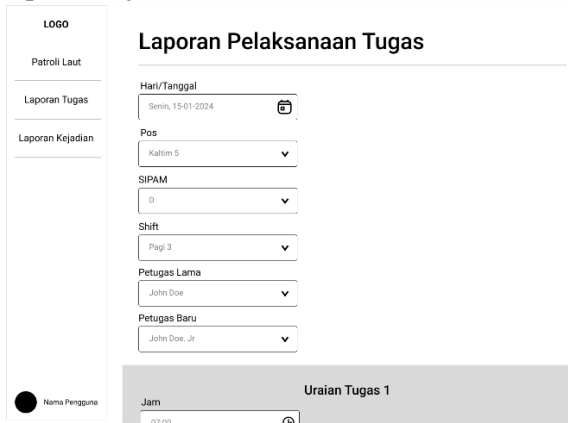 LOGO
Patroli Laut
Laporan Tugas
Laporan Kejadian
Nama Pengguna
Laporan Pelaksanaan Tugas
Hari/Tanggal
Senin, 15-01-2024
Pos
Kaltim 5
SIPAM
D
Shift
Pagi 3
Petugas Lama
John Doe
Petugas Baru
John Doe. Jr
Uraian Tugas 1
Jam
07:00